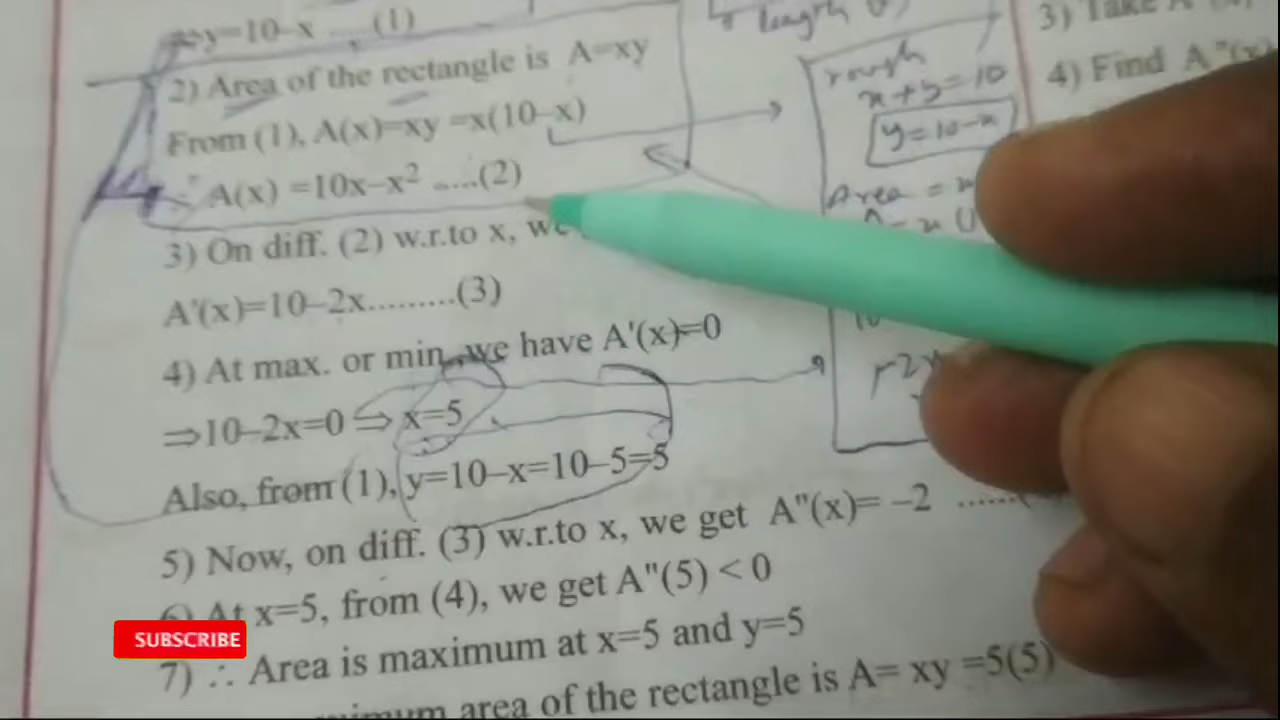 ⇒y=10–x ....(1)
2) Area of the rectangle is A=xy
From (1), A(x)=xy =x(10–x)
∴ A(x) =10x–x² .....(2)
3) On diff. (2) w.r.to x, we
A'(x)=10–2x.........(3)
4) At max. or min. we have A'(x)=0
⇒10–2x=0 ⇒ x=5
Also, from (1), y=10–x=10–5=5
5) Now, on diff. (3) w.r.to x, we get A"(x)= –2 ......
6) At x=5, from (4), we get A"(5) < 0
7) ∴ Area is maximum at x=5 and y=5
area of the rectangle is A= xy =5(5)
length
rough
x+y=10
y=10-x
Area =
3) Take
4) Find A"(x)
SUBSCRIBE